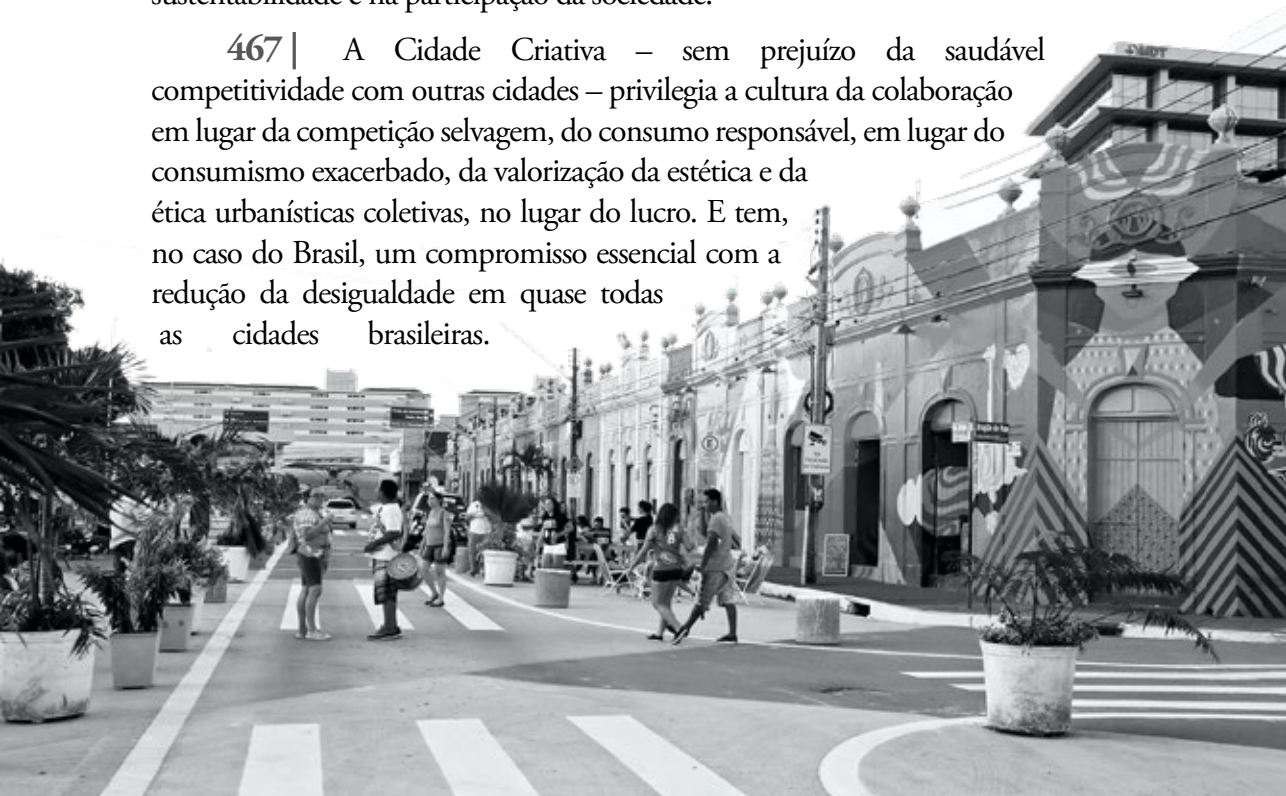 sustentabilidade e na participação da sociedade.
467 | A Cidade Criativa – sem prejuízo da saudável
competitividade com outras cidades – privilegia a cultura da colaboração
em lugar da competição selvagem, do consumo responsável, em lugar do
consumismo exacerbado, da valorização da estética e da
ética urbanísticas coletivas, no lugar do lucro. E tem,
no caso do Brasil, um compromisso essencial com a
redução da desigualdade em quase todas
as cidades brasileiras.